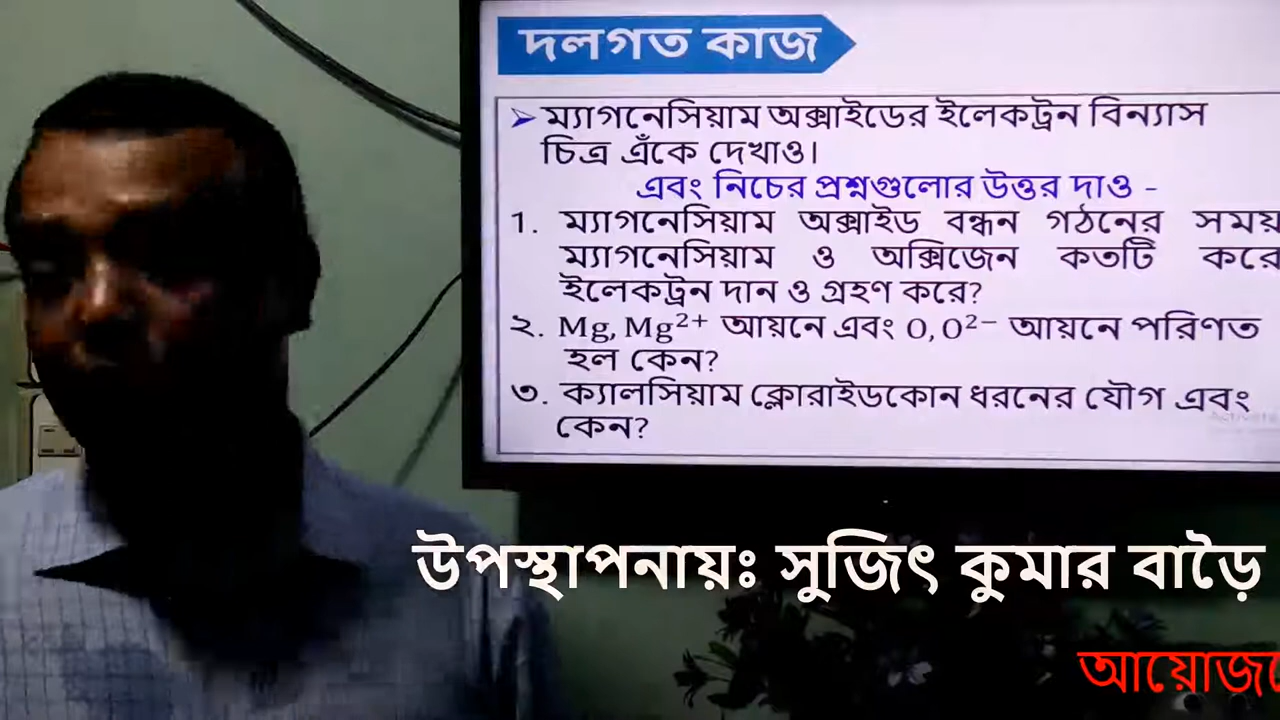 দলগত কাজ
➢ ম্যাগনেসিয়াম অক্সাইডের ইলেকট্রন বিন্যাস
চিত্র এঁকে দেখাও।
এবং নিচের প্রশ্নগুলোর উত্তর দাও -
1. ম্যাগনেসিয়াম অক্সাইড বন্ধন গঠনের সময়
ম্যাগনেসিয়াম ও অক্সিজেন কতটি করে
ইলেকট্রন দান ও গ্রহণ করে?
২. Mg, Mg²⁺ আয়নে এবং O, O²⁻ আয়নে পরিণত
হল কেন?
৩. ক্যালসিয়াম ক্লোরাইডকোন ধরনের যৌগ এবং
কেন?
উপস্থাপনায়ঃ সুজিৎ কুমার বাড়ৈ